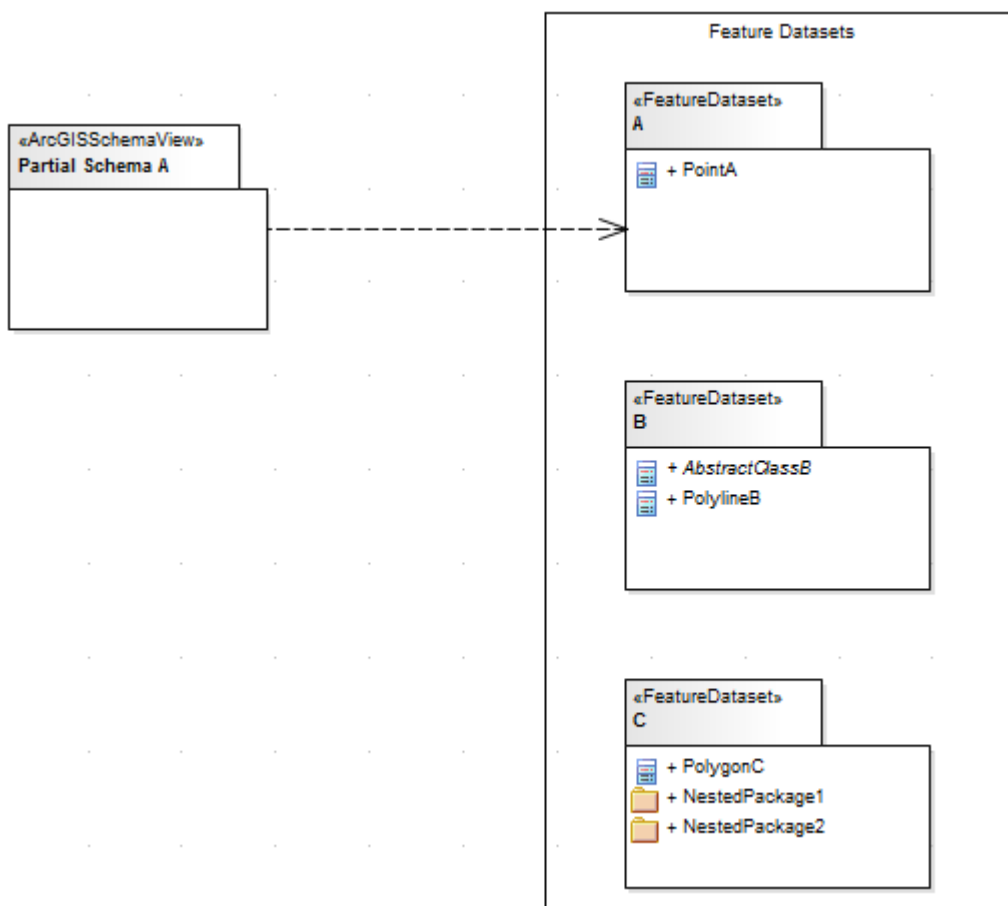 Feature Datasets
«FeatureDataset»
A
+ PointA
«ArcGISSchemaView»
Partial Schema A
«FeatureDataset»
B
+ AbstractClassB
+ PolylineB
«FeatureDataset»
C
+ PolygonC
+ NestedPackage1
+ NestedPackage2